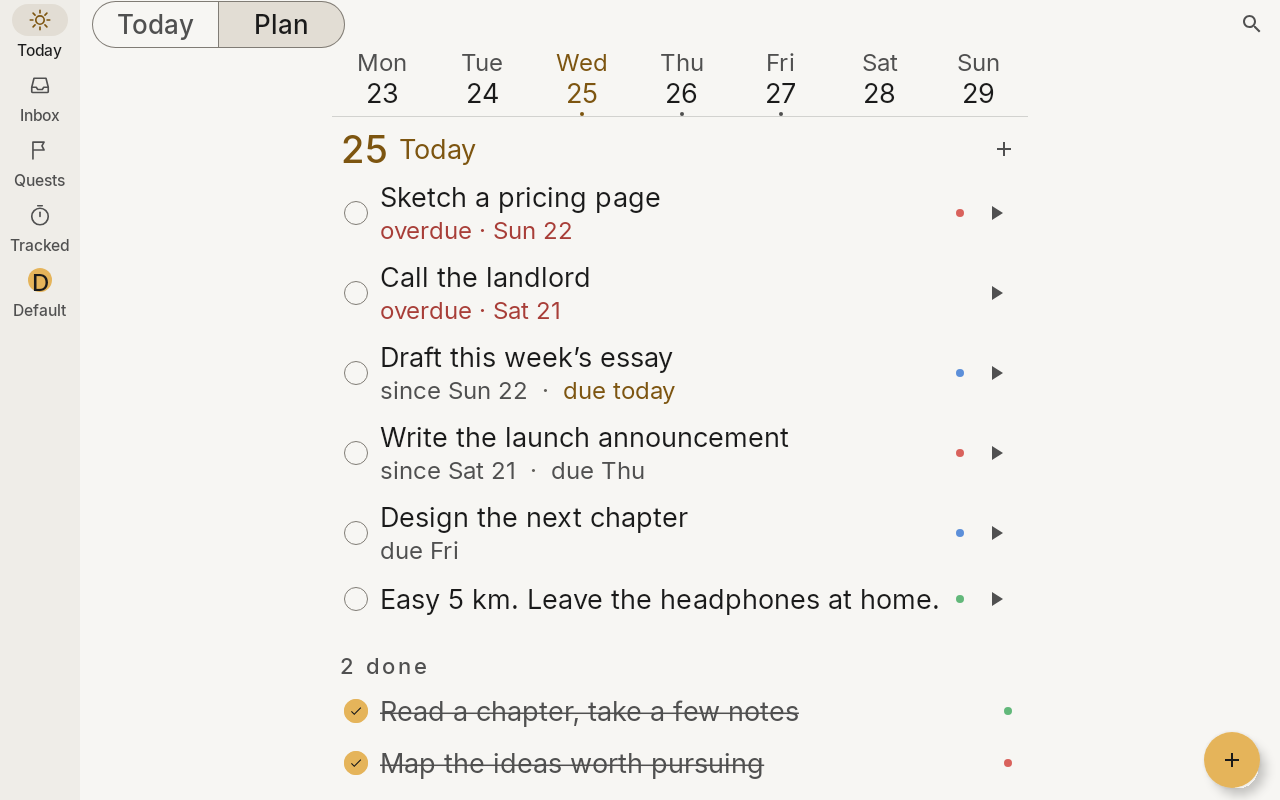 Today
Plan
Today
Inbox
Quests
Tracked
D
Default
Mon Tue Wed Thu Fri Sat Sun
23 24 25 26 27 28 29
25 Today
Sketch a pricing page
overdue · Sun 22
Call the landlord
overdue · Sat 21
Draft this week’s essay
since Sun 22 · due today
Write the launch announcement
since Sat 21 · due Thu
Design the next chapter
due Fri
Easy 5 km. Leave the headphones at home.
2 done
Read a chapter, take a few notes
Map the ideas worth pursuing